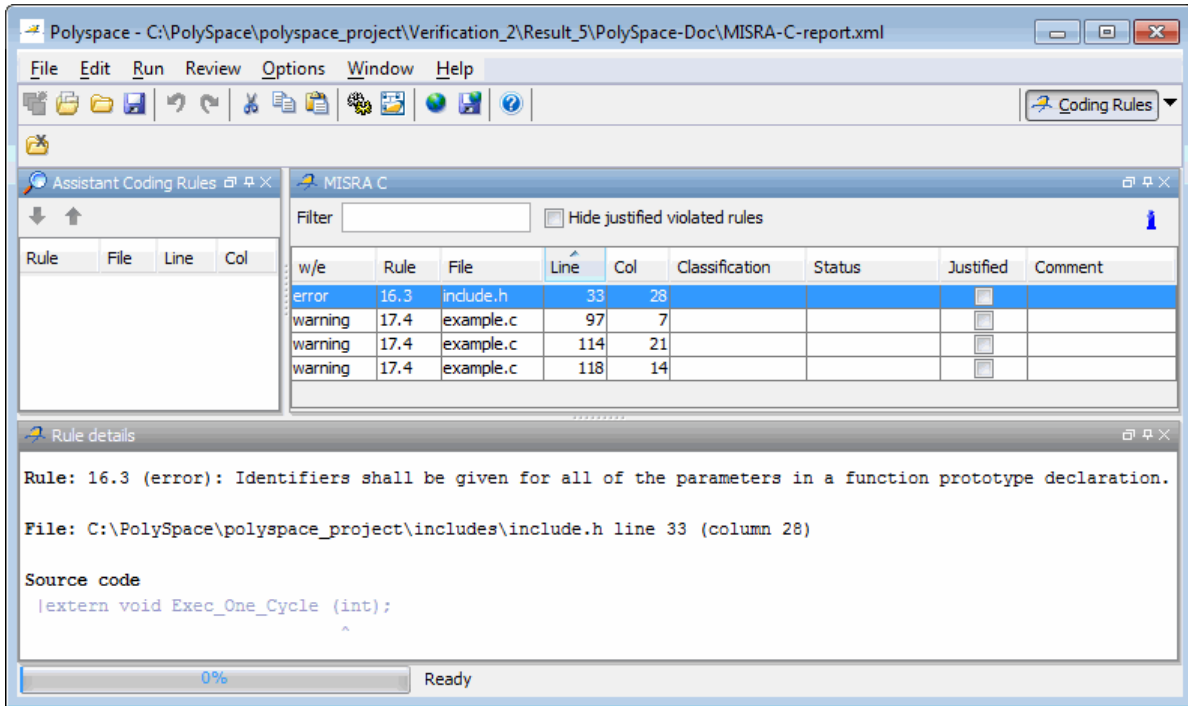 Polyspace - C:\PolySpace\polyspace_project\Verification_2\Result_5\PolySpace-Doc\MISRA-C-report.xml
File Edit Run Review Options Window Help
Coding Rules
Assistant Coding Rules
MISRA C
Filter Hide justified violated rules
Rule File Line Col
w/e Rule File Line Col Classification Status Justified Comment
error 16.3 include.h 33 28
warning 17.4 example.c 97 7
warning 17.4 example.c 114 21
warning 17.4 example.c 118 14
Rule details
Rule: 16.3 (error): Identifiers shall be given for all of the parameters in a function prototype declaration.
File: C:\PolySpace\polyspace_project\includes\include.h line 33 (column 28)
Source code
|extern void Exec_One_Cycle (int);
^
0% Ready